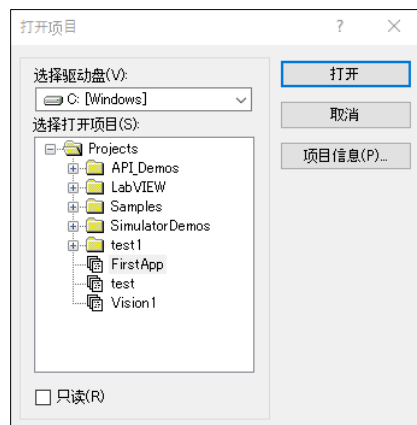 打开项目
选择驱动盘(V):
打开
C: [Windows]
取消
选择打开项目(S):
Projects
项目信息(P)...
API_Demos
LabVIEW
Samples
SimulatorDemos
test1
FirstApp
test
Vision1
只读(R)